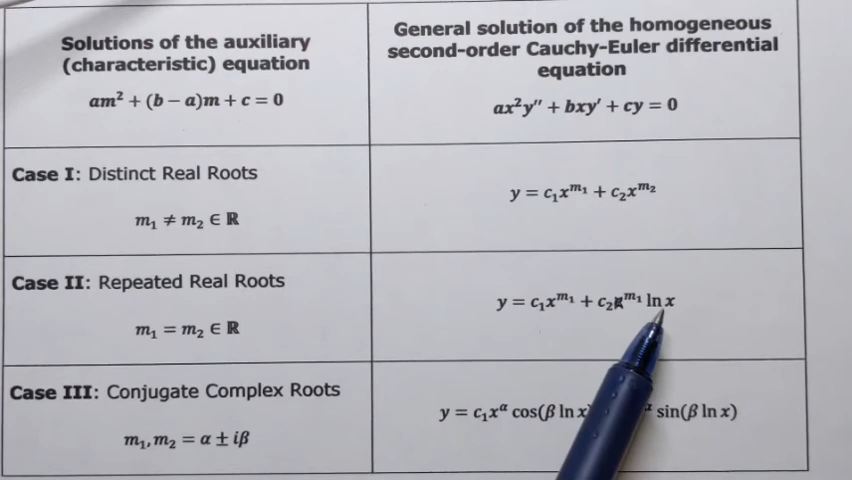 Solutions of the auxiliary
(characteristic) equation
am² + (b − a)m + c = 0
General solution of the homogeneous
second-order Cauchy-Euler differential
equation
ax²y″ + bxy′ + cy = 0
Case I: Distinct Real Roots
m₁ ≠ m₂ ∈ ℝ
y = c₁x^m₁ + c₂x^m₂
Case II: Repeated Real Roots
m₁ = m₂ ∈ ℝ
y = c₁x^m₁ + c₂x^m₁ ln x
Case III: Conjugate Complex Roots
m₁, m₂ = α ± iβ
y = c₁x^α cos(β ln x) sin(β ln x)